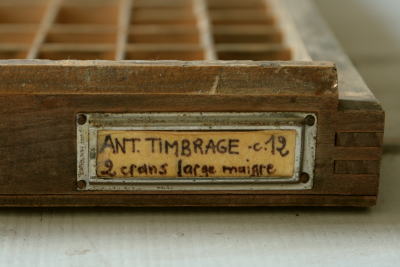 ANT. TIMBRAGE - c. 12
2 crans large maigre